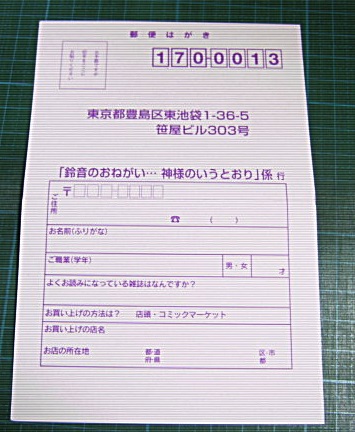 郵便はがき
170-0013
東京都豊島区東池袋1-36-5
笹屋ビル303号
「鈴音のおねがい… 神様のいうとおり」係 行
ご住所
〒
☎ （　）
お名前(ふりがな)
ご職業(学年)
男・女
才
よくお読みになっている雑誌はなんですか?
お買い上げの方法は? 店頭・コミックマーケット
お買い上げの店名
お店の所在地 都道府県 区・市郡